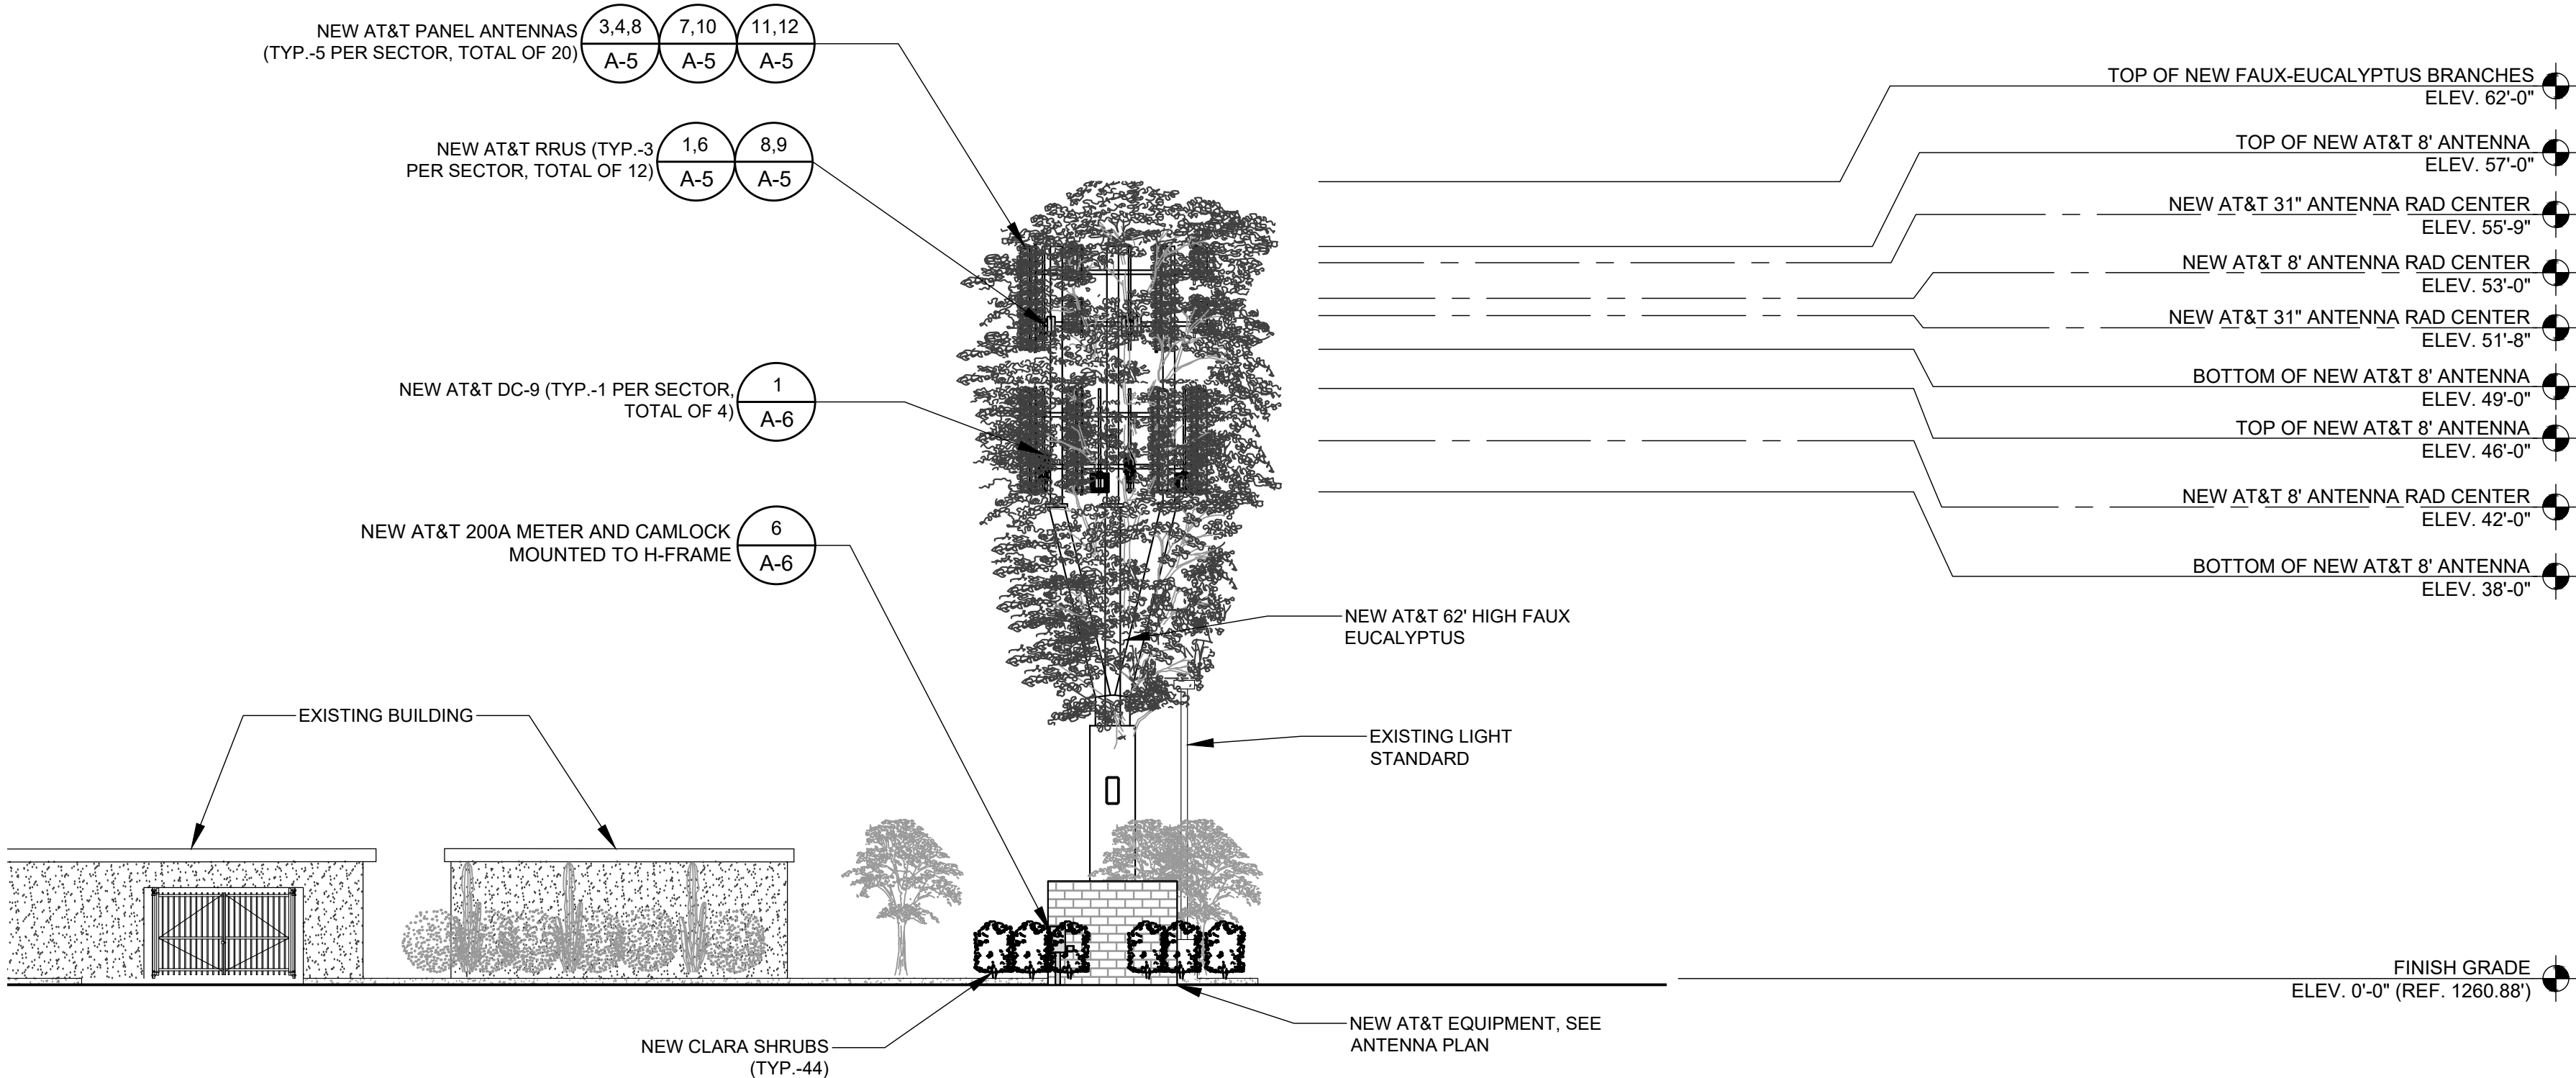 NEW AT&T PANEL ANTENNAS
(TYP.-5 PER SECTOR, TOTAL OF 20)
3,4,8
A-5
7,10
A-5
11,12
A-5
NEW AT&T RRUS (TYP.-3
PER SECTOR, TOTAL OF 12)
1,6
A-5
8,9
A-5
NEW AT&T DC-9 (TYP.-1 PER SECTOR,
TOTAL OF 4)
1
A-6
NEW AT&T 200A METER AND CAMLOCK
MOUNTED TO H-FRAME
6
A-6
EXISTING BUILDING
NEW CLARA SHRUBS
(TYP.-44)
NEW AT&T 62' HIGH FAUX
EUCALYPTUS
EXISTING LIGHT
STANDARD
NEW AT&T EQUIPMENT, SEE
ANTENNA PLAN
TOP OF NEW FAUX-EUCALYPTUS BRANCHES
ELEV. 62'-0"
TOP OF NEW AT&T 8' ANTENNA
ELEV. 57'-0"
NEW AT&T 31" ANTENNA RAD CENTER
ELEV. 55'-9"
NEW AT&T 8' ANTENNA RAD CENTER
ELEV. 53'-0"
NEW AT&T 31" ANTENNA RAD CENTER
ELEV. 51'-8"
BOTTOM OF NEW AT&T 8' ANTENNA
ELEV. 49'-0"
TOP OF NEW AT&T 8' ANTENNA
ELEV. 46'-0"
NEW AT&T 8' ANTENNA RAD CENTER
ELEV. 42'-0"
BOTTOM OF NEW AT&T 8' ANTENNA
ELEV. 38'-0"
FINISH GRADE
ELEV. 0'-0" (REF. 1260.88')